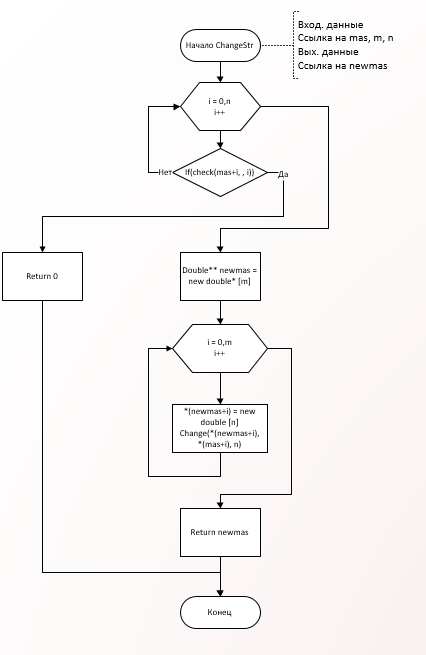 Вход. данные
Ссылка на mas, m, n
Вых. данные
Ссылка на newmas
Начало ChangeStr
i = 0,n
i++
Нет
If(check(mas+i, , i))
Да
Return 0
Double** newmas =
new double* [m]
i = 0,m
i++
*(newmas+i) = new
double [n]
Change(*(newmas+i),
*(mas+i), n)
Return newmas
Конец